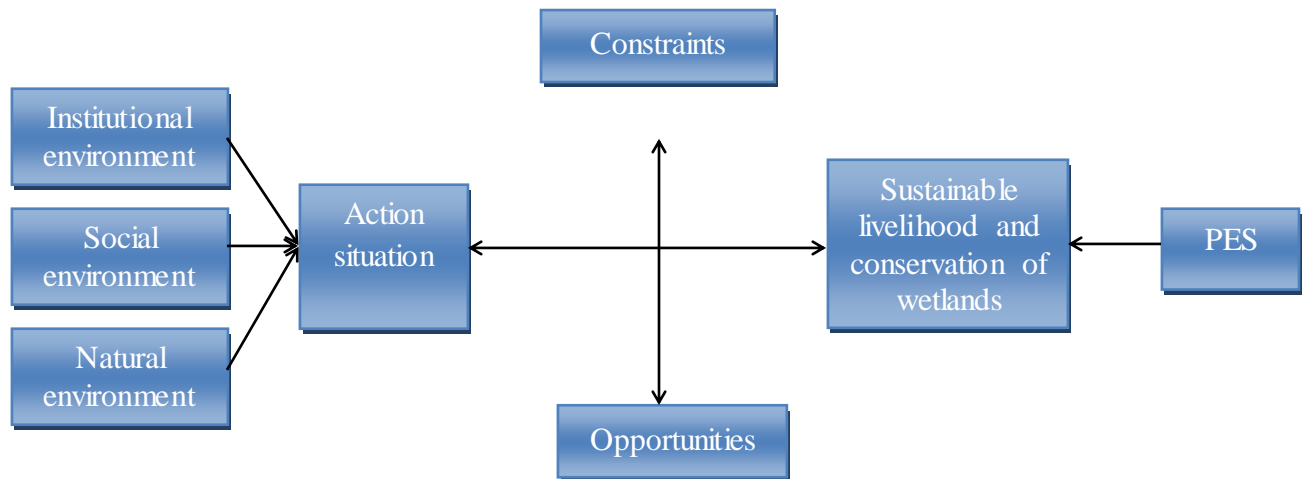 Constraints
Institutional
environment
Social
environment
Natural
environment
Action
situation
Sustainable
livelihood and
conservation of
wetlands
PES
Opportunities